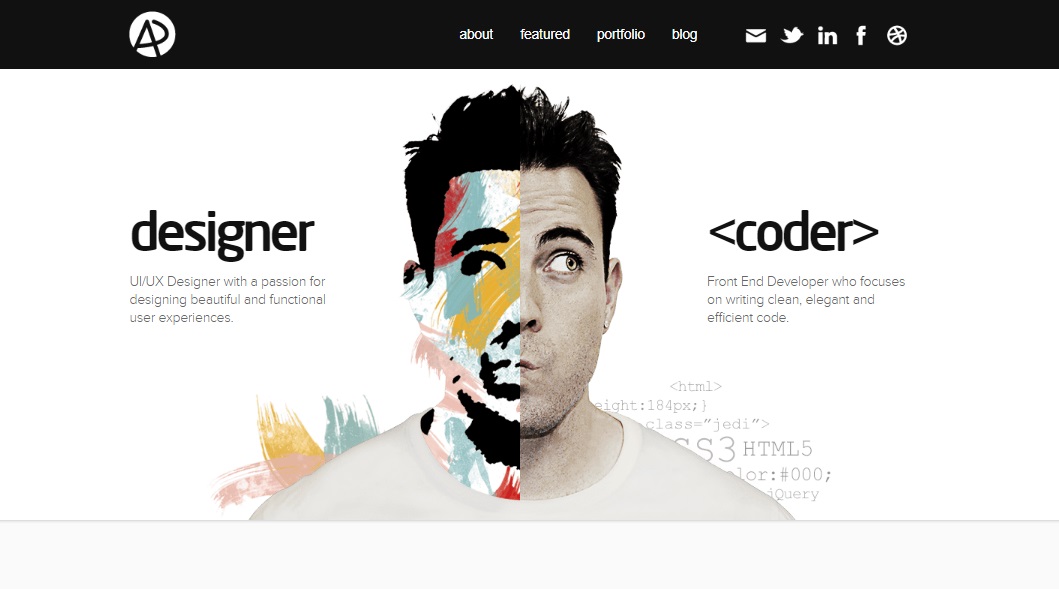 AP
about featured portfolio blog
designer
UI/UX Designer with a passion for
designing beautiful and functional
user experiences.
<coder>
Front End Developer who focuses
on writing clean, elegant and
efficient code.
<html>
eight:184px;}
class=”jedi”>
SS3 HTML5
lor:#000;
jQuery